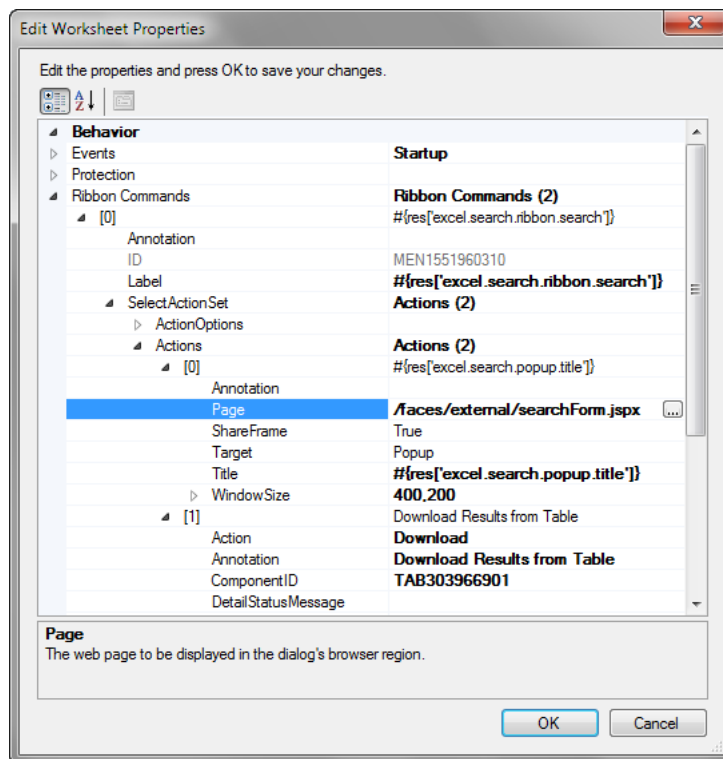 Edit Worksheet Properties
Edit the properties and press OK to save your changes.
Behavior
Events Startup
Protection
Ribbon Commands Ribbon Commands (2)
[0] #{res['excel.search.ribbon.search']}
Annotation
ID MEN1551960310
Label #{res['excel.search.ribbon.search']}
SelectActionSet Actions (2)
ActionOptions
Actions Actions (2)
[0] #{res['excel.search.popup.title']}
Annotation
Page /faces/external/searchForm.jspx ...
ShareFrame True
Target Popup
Title #{res['excel.search.popup.title']}
WindowSize 400,200
[1] Download Results from Table
Action Download
Annotation Download Results from Table
ComponentID TAB303966901
DetailStatusMessage
Page
The web page to be displayed in the dialog's browser region.
OK Cancel